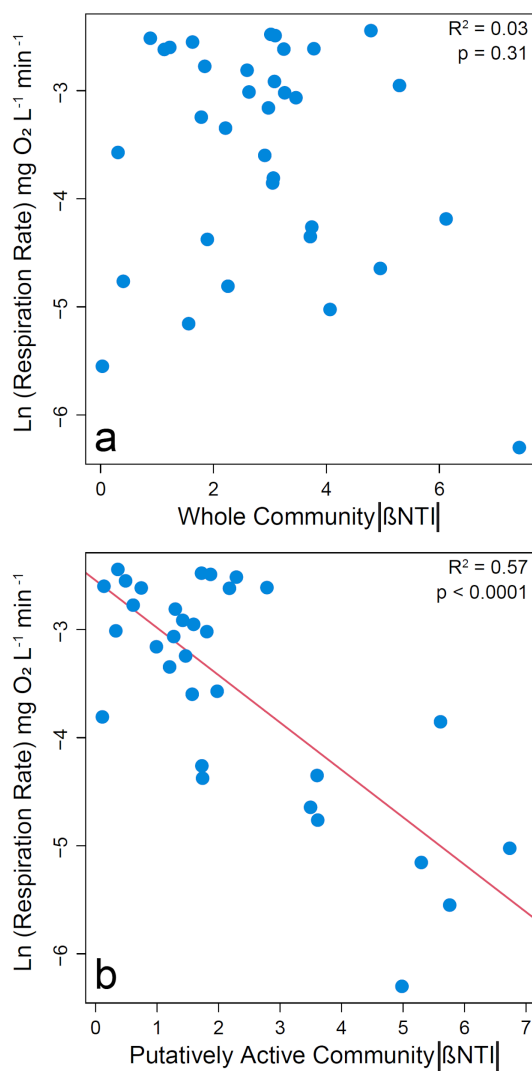 R² = 0.03
p = 0.31
Ln (Respiration Rate) mg O₂ L⁻¹ min⁻¹
-3
-4
-5
-6
a
0 2 4 6
Whole Community|ßNTI|
R² = 0.57
p < 0.0001
Ln (Respiration Rate) mg O₂ L⁻¹ min⁻¹
-3
-4
-5
-6
b
0 1 2 3 4 5 6 7
Putatively Active Community|ßNTI|